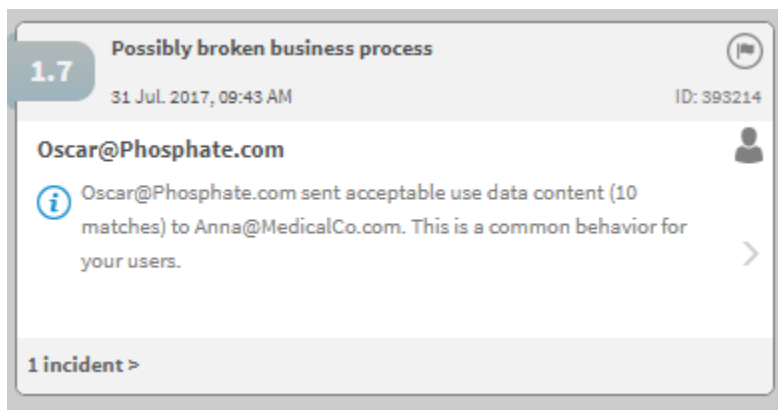 1.7
Possibly broken business process
31 Jul. 2017, 09:43 AM
ID: 393214
Oscar@Phosphate.com
Oscar@Phosphate.com sent acceptable use data content (10
matches) to Anna@MedicalCo.com. This is a common behavior for
your users.
1 incident >